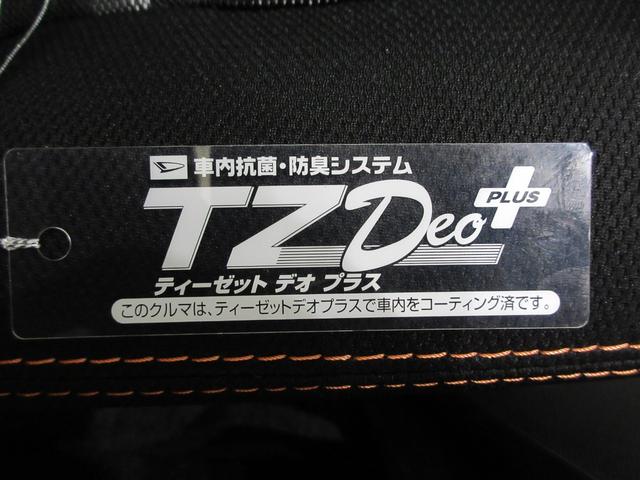 車内抗菌・防臭システム
TZ Deo PLUS
ティーゼット デオ プラス
このクルマは、ティーゼットデオプラスで車内をコーティング済です。